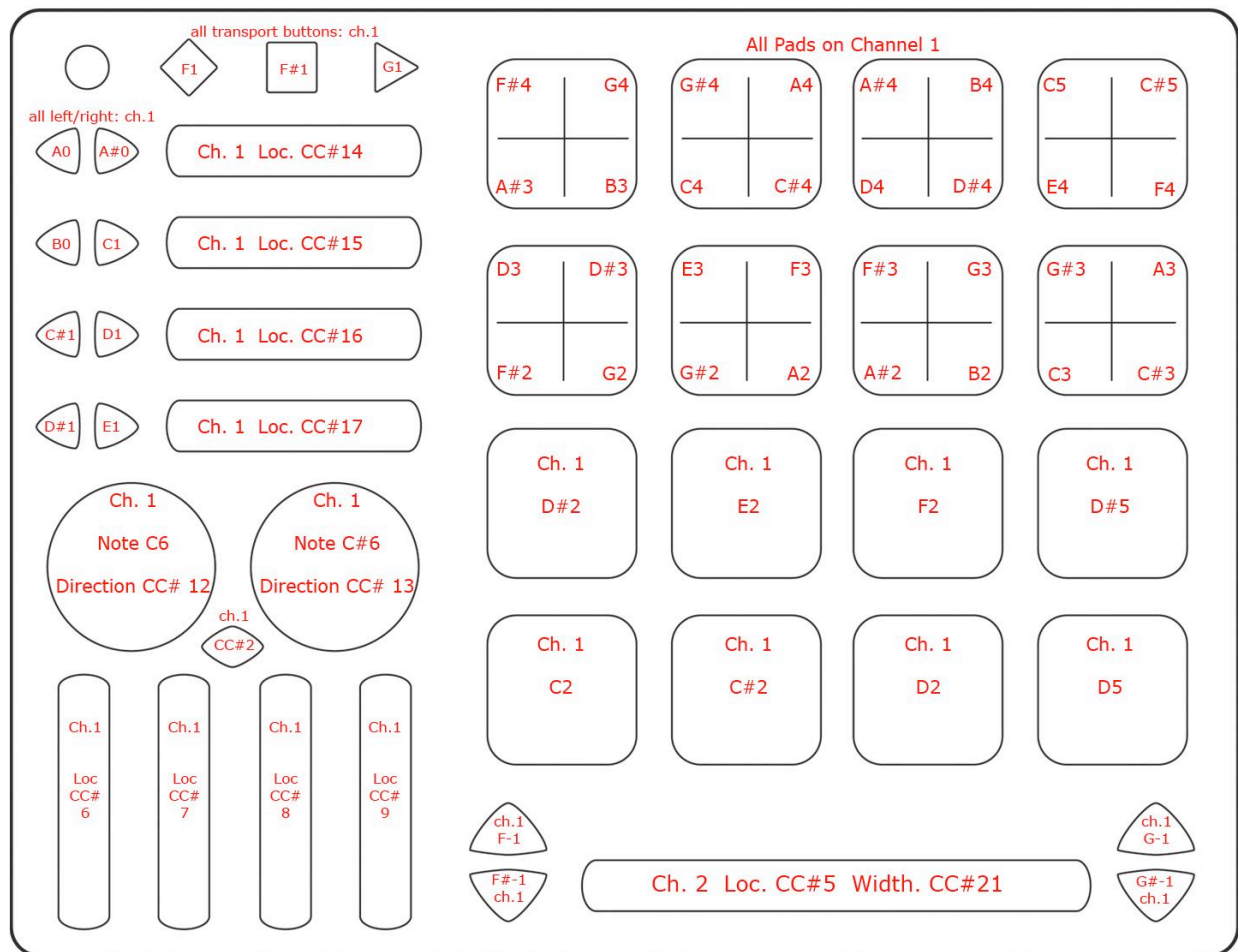 all transport buttons: ch.1
F1
F#1
G1
all left/right: ch.1
A0
A#0
Ch. 1 Loc. CC#14
B0
C1
Ch. 1 Loc. CC#15
C#1
D1
Ch. 1 Loc. CC#16
D#1
E1
Ch. 1 Loc. CC#17
Ch. 1
Note C6
Direction CC# 12
Ch. 1
Note C#6
Direction CC# 13
ch.1
CC#2
Ch.1
Loc
CC#
6
Ch.1
Loc
CC#
7
Ch.1
Loc
CC#
8
Ch.1
Loc
CC#
9
All Pads on Channel 1
F#4 G4
A#3 B3
G#4 A4
C4 C#4
A#4 B4
D4 D#4
C5 C#5
E4 F4
D3 D#3
F#2 G2
E3 F3
G#2 A2
F#3 G3
A#2 B2
G#3 A3
C3 C#3
Ch. 1
D#2
Ch. 1
E2
Ch. 1
F2
Ch. 1
D#5
Ch. 1
C2
Ch. 1
C#2
Ch. 1
D2
Ch. 1
D5
ch.1
F-1
F#-1
ch.1
Ch. 2 Loc. CC#5 Width. CC#21
ch.1
G-1
G#-1
ch.1